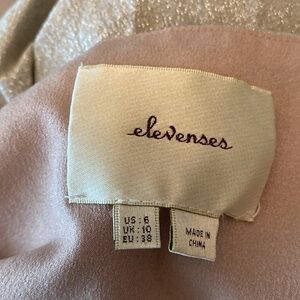 elevenses
US : 6
UK : 10
EU : 38
MADE IN
CHINA